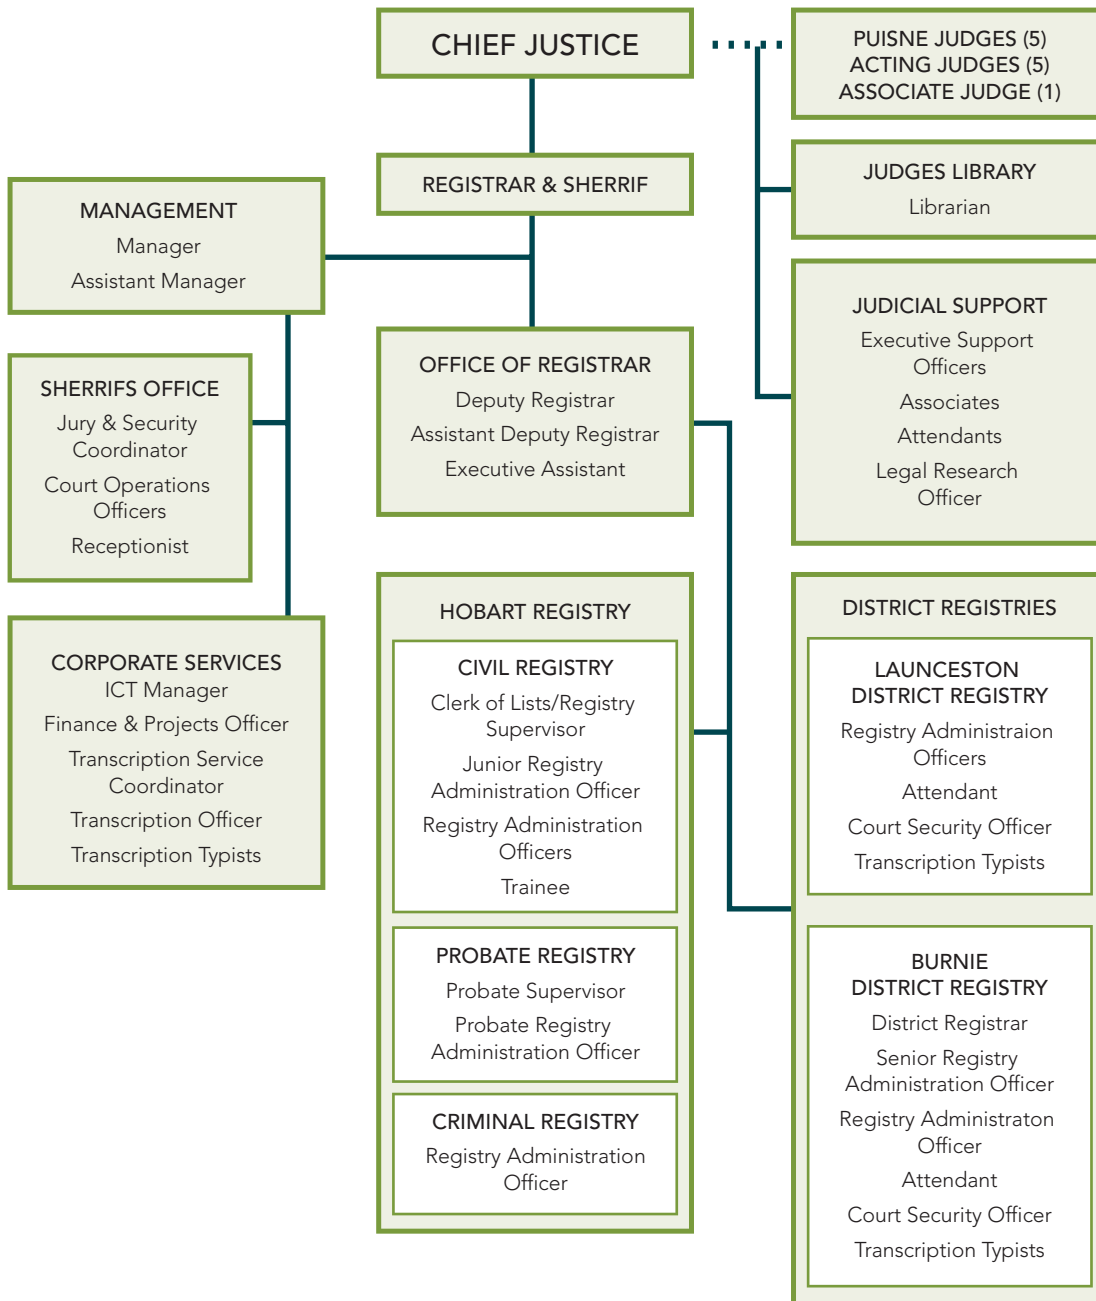 CHIEF JUSTICE
PUISNE JUDGES (5)
ACTING JUDGES (5)
ASSOCIATE JUDGE (1)
REGISTRAR & SHERRIF
JUDGES LIBRARY
Librarian
MANAGEMENT
Manager
Assistant Manager
JUDICIAL SUPPORT
Executive Support
Officers
Associates
Attendants
Legal Research
Officer
OFFICE OF REGISTRAR
Deputy Registrar
Assistant Deputy Registrar
Executive Assistant
SHERRIFS OFFICE
Jury & Security
Coordinator
Court Operations
Officers
Receptionist
CORPORATE SERVICES
ICT Manager
Finance & Projects Officer
Transcription Service
Coordinator
Transcription Officer
Transcription Typists
HOBART REGISTRY
CIVIL REGISTRY
Clerk of Lists/Registry
Supervisor
Junior Registry
Administration Officer
Registry Administration
Officers
Trainee
PROBATE REGISTRY
Probate Supervisor
Probate Registry
Administration Officer
CRIMINAL REGISTRY
Registry Administration
Officer
DISTRICT REGISTRIES
LAUNCESTON
DISTRICT REGISTRY
Registry Administraion
Officers
Attendant
Court Security Officer
Transcription Typists
BURNIE
DISTRICT REGISTRY
District Registrar
Senior Registry
Administration Officer
Registry Administraton
Officer
Attendant
Court Security Officer
Transcription Typists